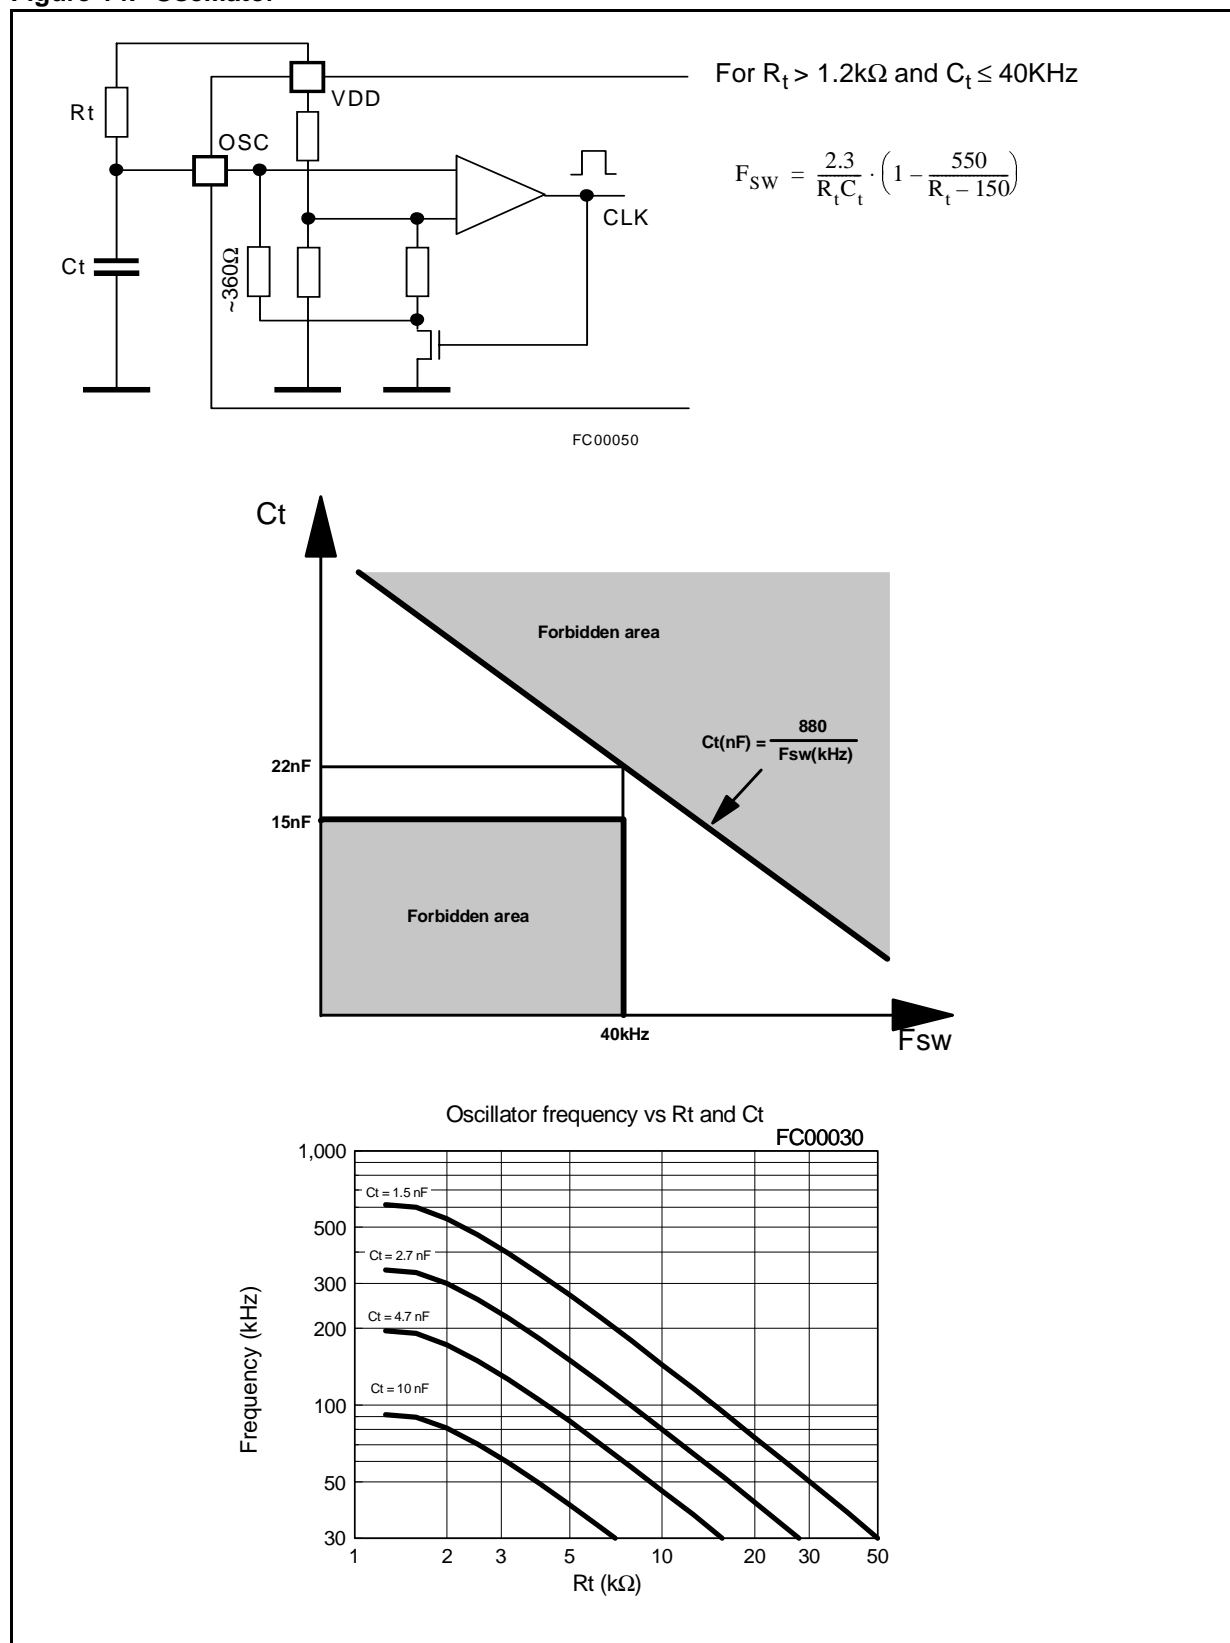 For Rt > 1.2kΩ and Ct ≤ 40KHz
FSW = 2.3 / RtCt · (1 − 550 / Rt − 150)
Rt
VDD
OSC
CLK
Ct
~360Ω
FC00050
Ct
Forbidden area
Ct(nF) = 880 / Fsw(kHz)
22nF
15nF
Forbidden area
40kHz
Fsw
Oscillator frequency vs Rt and Ct
FC00030
1,000
Ct = 1.5 nF
500
Ct = 2.7 nF
300
Ct = 4.7 nF
200
Ct = 10 nF
100
50
30
Frequency (kHz)
1 2 3 5 10 20 30 50
Rt (kΩ)